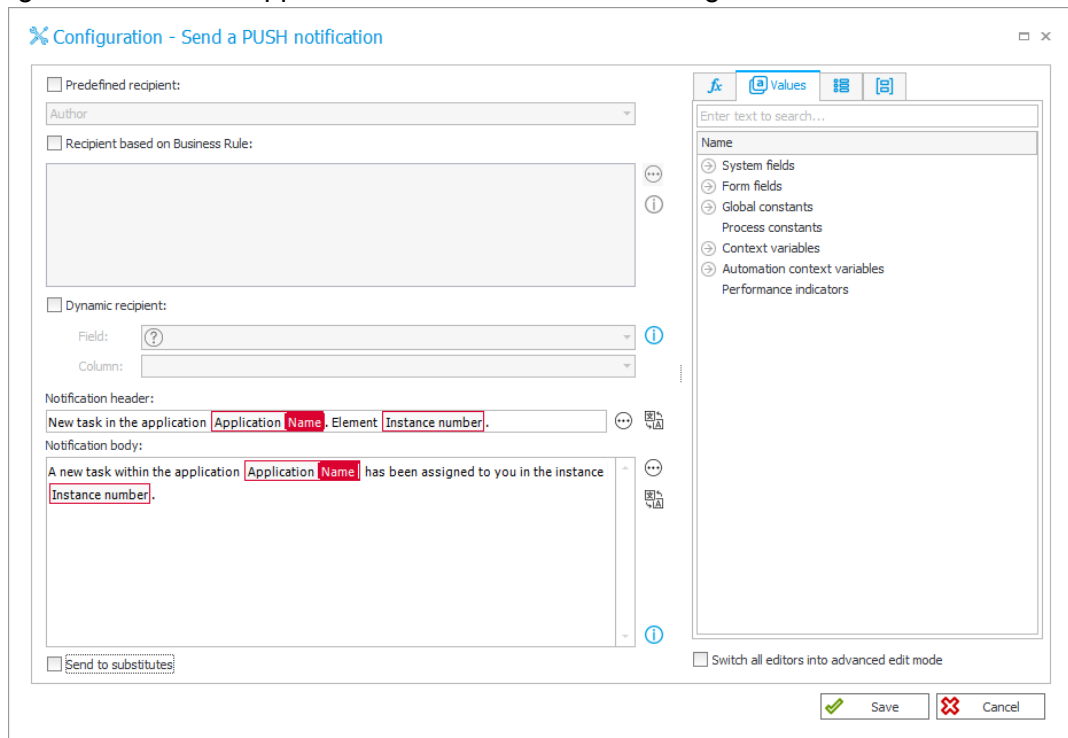 Configuration - Send a PUSH notification
Predefined recipient:
Author
Recipient based on Business Rule:
Dynamic recipient:
Field:
Column:
Notification header:
New task in the application Application Name. Element Instance number.
Notification body:
A new task within the application Application Name has been assigned to you in the instance
Instance number.
Send to substitutes
fx
Values
Enter text to search...
Name
System fields
Form fields
Global constants
Process constants
Context variables
Automation context variables
Performance indicators
Switch all editors into advanced edit mode
Save
Cancel